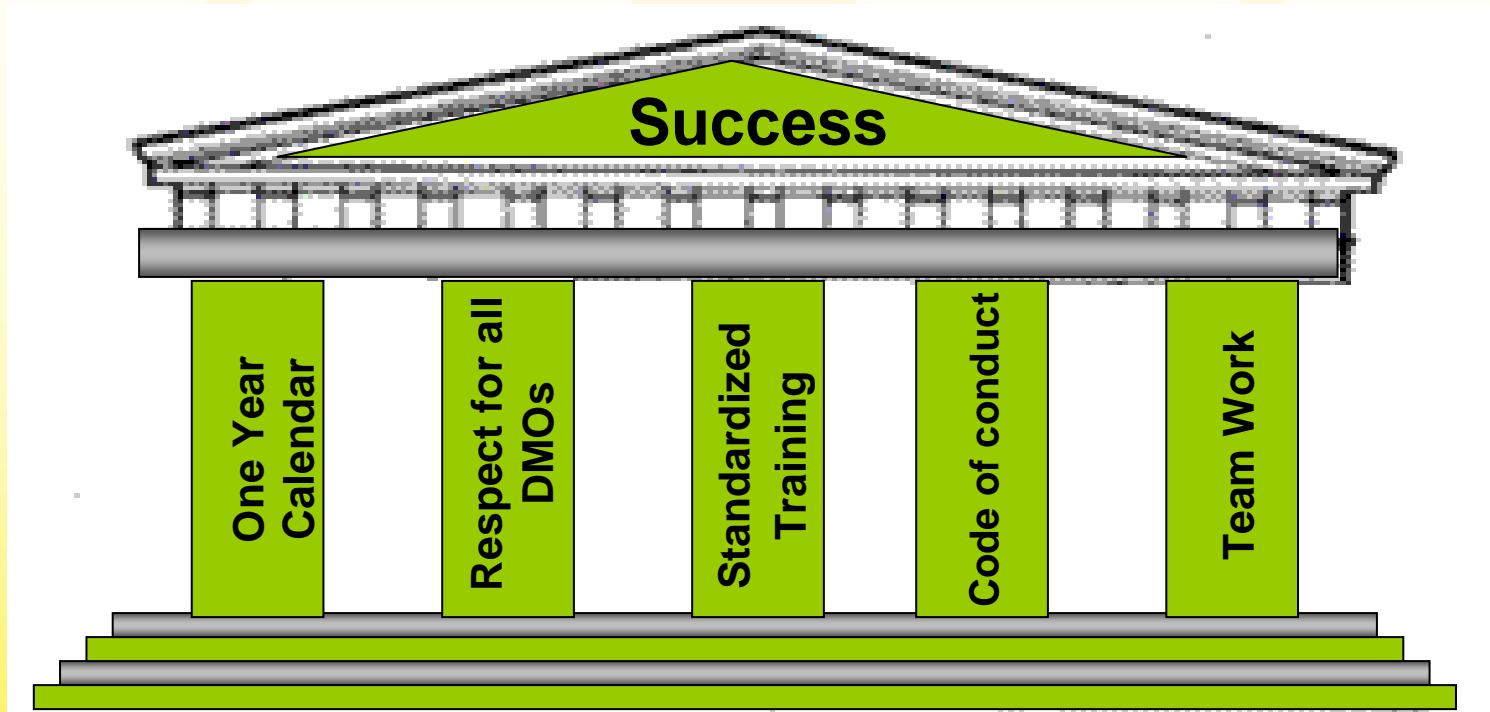 Success
One Year
Calendar
Respect for all
DMOs
Standardized
Training
Code of conduct
Team Work